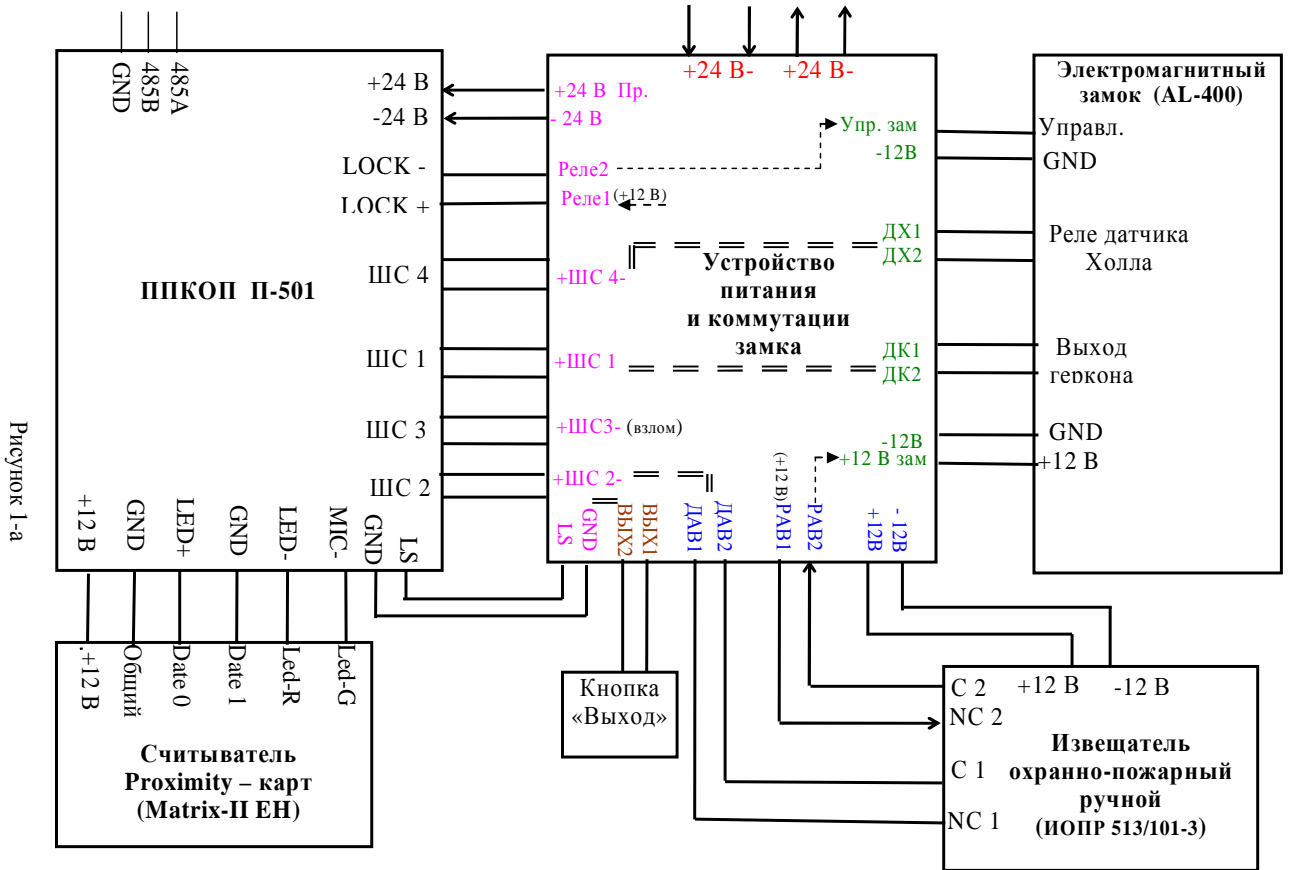 GND
485B
485A
+24 В
-24 В
LOCK -
LOCK +
ШС 4
ППКОП П-501
ШС 1
ШС 3
ШС 2
+12 В
GND
LED+
GND
LED-
MIC-
GND
LS
+24 В-
+24 В-
+24 В Пр.
- 24 В
Реле2
Реле1
(+12 В)
+ШС 4-
+ШС 1
+ШС3- (взлом)
+ШС 2-
Упр. зам
-12В
ДХ1
ДХ2
Устройство
питания
и коммутации
замка
ДК1
ДК2
-12В
+12 В зам
LS
GND
ВЫХ2
ВЫХ1
ДАВ1
ДАВ2
(+12 В)
РАВ1
РАВ2
+12В
- 12В
Электромагнитный
замок (AL-400)
Управл.
GND
Реле датчика
Холла
Выход
геркона
GND
+12 В
.+12 В
Общий
Date 0
Date 1
Led-R
Led-G
Считыватель
Proximity – карт
(Matrix-II EH)
Кнопка
«Выход»
C 2
+12 В
-12 В
NC 2
C 1
NC 1
Извещатель
охранно-пожарный
ручной
(ИОПР 513/101-3)
Рисунок 1-а